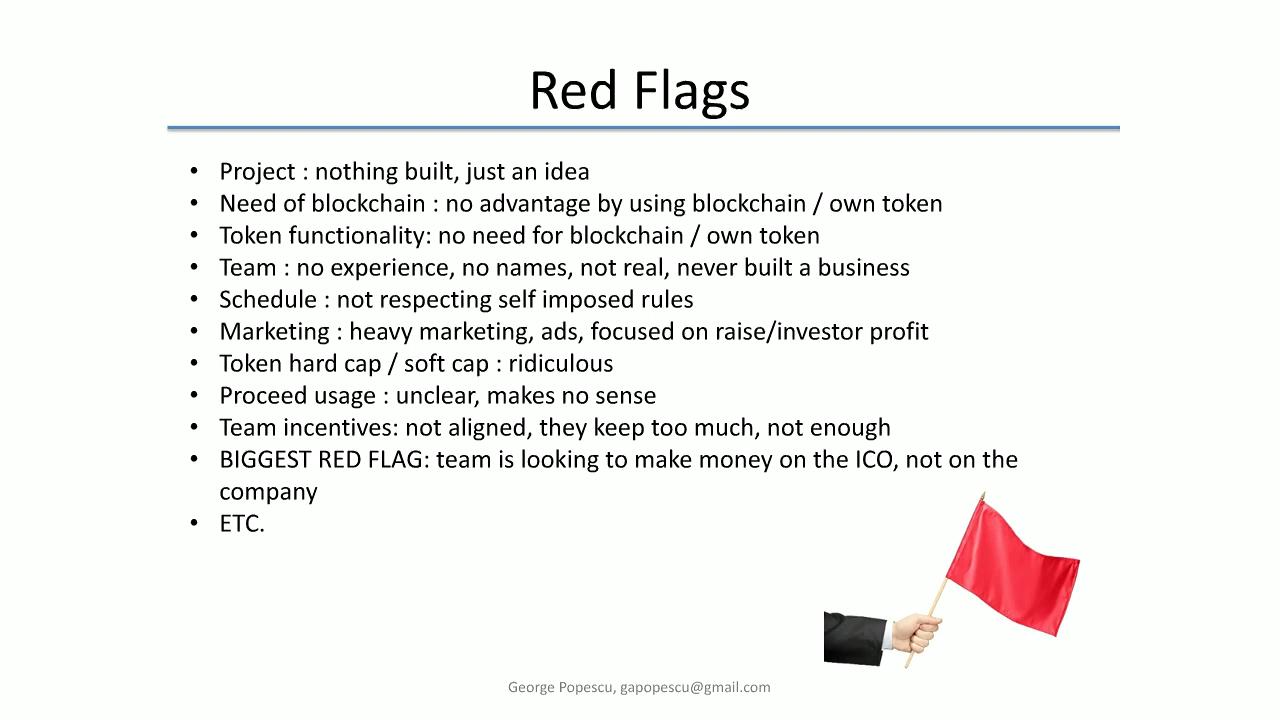 Red Flags
• Project : nothing built, just an idea
• Need of blockchain : no advantage by using blockchain / own token
• Token functionality: no need for blockchain / own token
• Team : no experience, no names, not real, never built a business
• Schedule : not respecting self imposed rules
• Marketing : heavy marketing, ads, focused on raise/investor profit
• Token hard cap / soft cap : ridiculous
• Proceed usage : unclear, makes no sense
• Team incentives: not aligned, they keep too much, not enough
• BIGGEST RED FLAG: team is looking to make money on the ICO, not on the
company
• ETC.
George Popescu, gapopescu@gmail.com